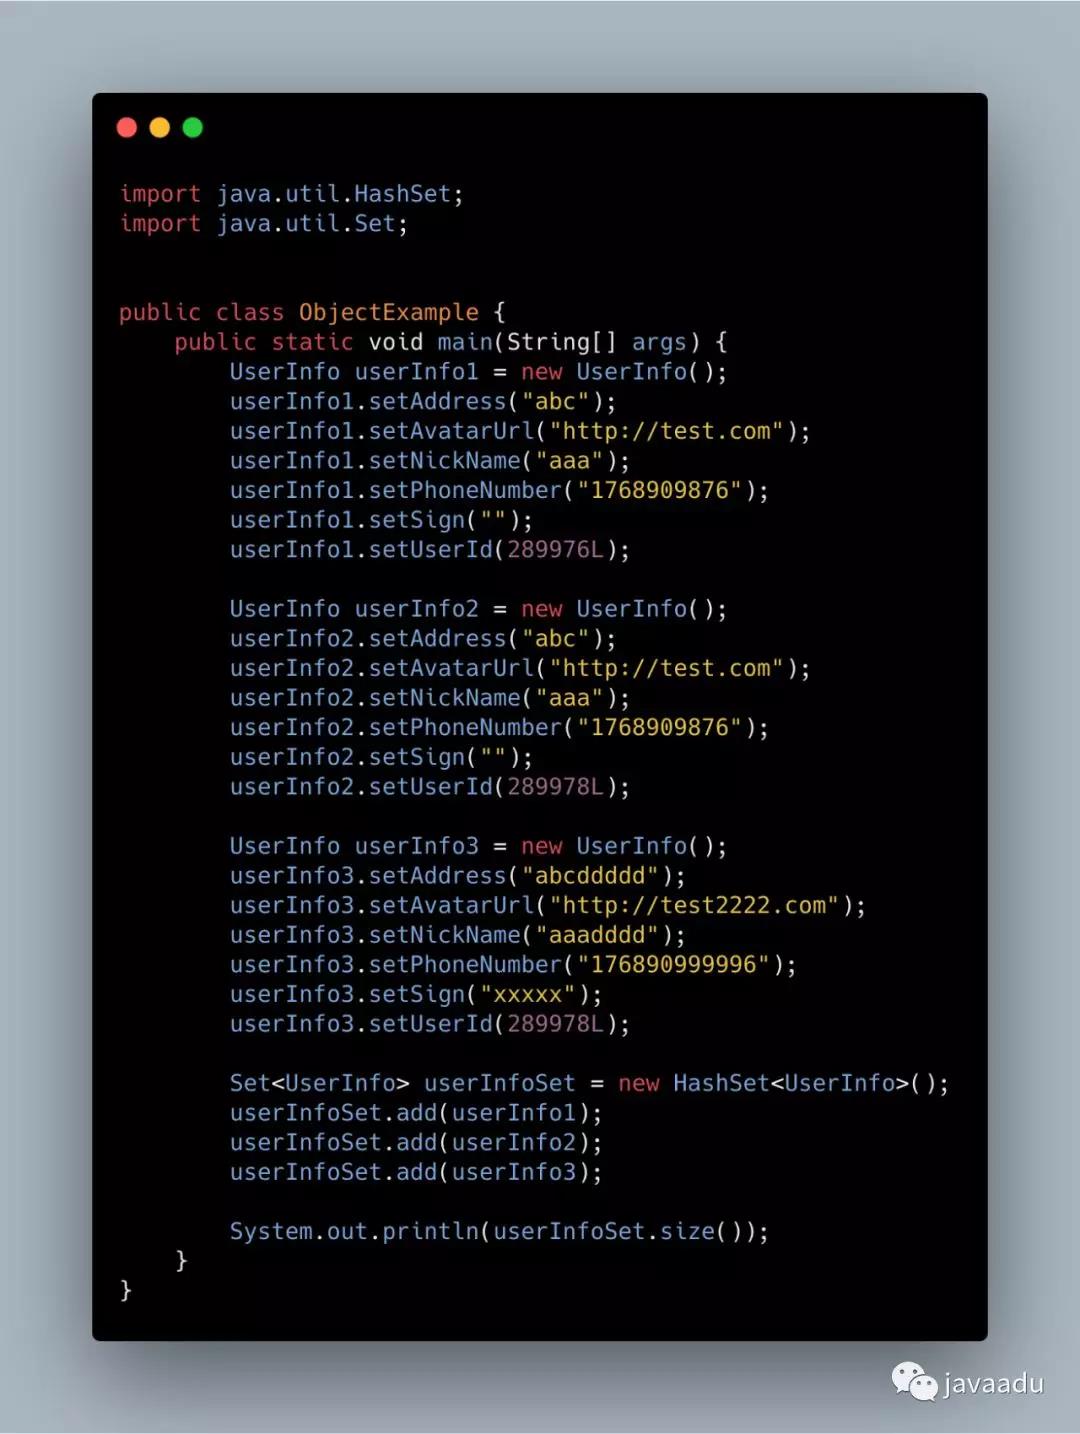 import java.util.HashSet;
import java.util.Set;
public class ObjectExample {
public static void main(String[] args) {
UserInfo userInfo1 = new UserInfo();
userInfo1.setAddress("abc");
userInfo1.setAvatarUrl("http://test.com");
userInfo1.setNickName("aaa");
userInfo1.setPhoneNumber("1768909876");
userInfo1.setSign("");
userInfo1.setUserId(289976L);
UserInfo userInfo2 = new UserInfo();
userInfo2.setAddress("abc");
userInfo2.setAvatarUrl("http://test.com");
userInfo2.setNickName("aaa");
userInfo2.setPhoneNumber("1768909876");
userInfo2.setSign("");
userInfo2.setUserId(289978L);
UserInfo userInfo3 = new UserInfo();
userInfo3.setAddress("abcddddd");
userInfo3.setAvatarUrl("http://test2222.com");
userInfo3.setNickName("aaadddd");
userInfo3.setPhoneNumber("176890999996");
userInfo3.setSign("xxxxx");
userInfo3.setUserId(289978L);
Set<UserInfo> userInfoSet = new HashSet<UserInfo>();
userInfoSet.add(userInfo1);
userInfoSet.add(userInfo2);
userInfoSet.add(userInfo3);
System.out.println(userInfoSet.size());
}
}
javaadu